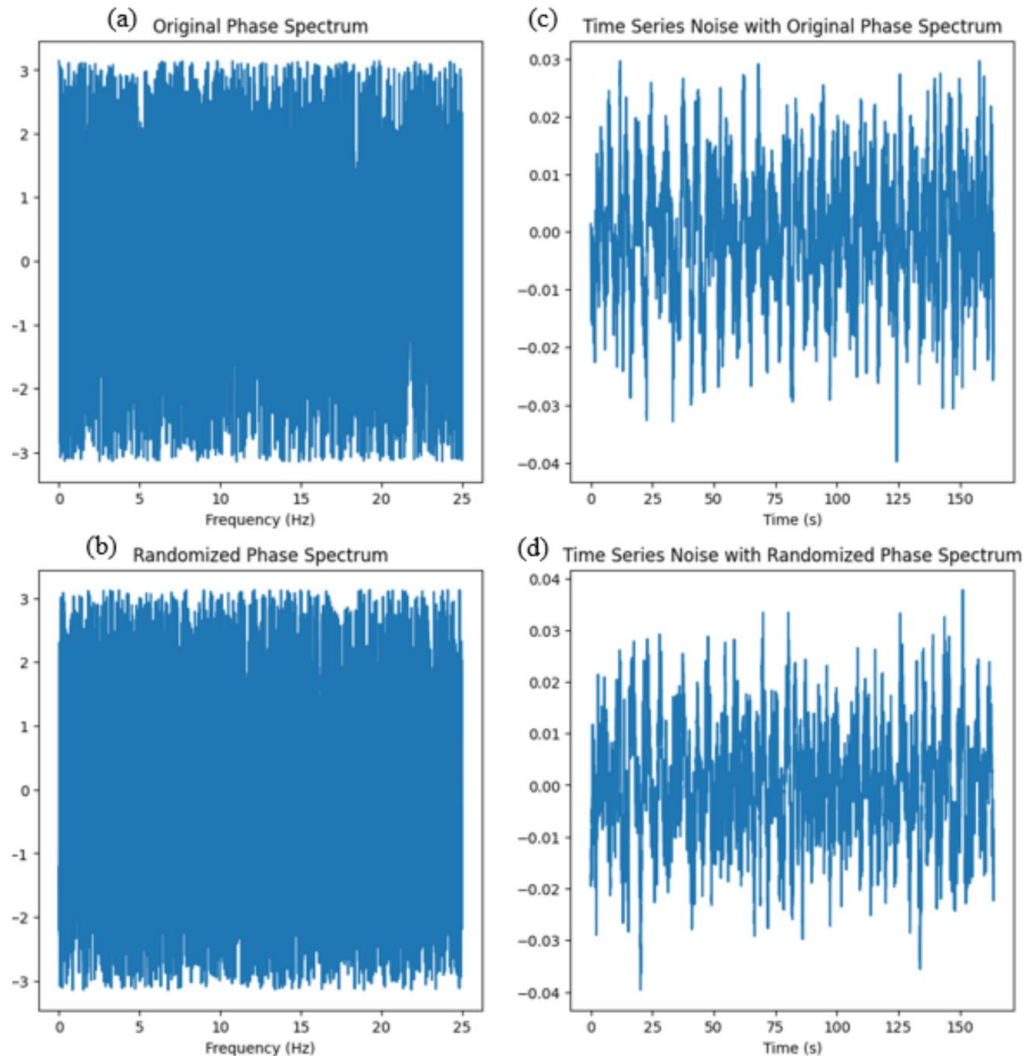 (a)
Original Phase Spectrum
3
2
1
0
−1
−2
−3
0 5 10 15 20 25
Frequency (Hz)
(c)
Time Series Noise with Original Phase Spectrum
0.03
0.02
0.01
0.00
−0.01
−0.02
−0.03
−0.04
0 25 50 75 100 125 150
Time (s)
(b)
Randomized Phase Spectrum
3
2
1
0
−1
−2
−3
0 5 10 15 20 25
Frequency (Hz)
(d)
Time Series Noise with Randomized Phase Spectrum
0.04
0.03
0.02
0.01
0.00
−0.01
−0.02
−0.03
−0.04
0 25 50 75 100 125 150
Time (s)